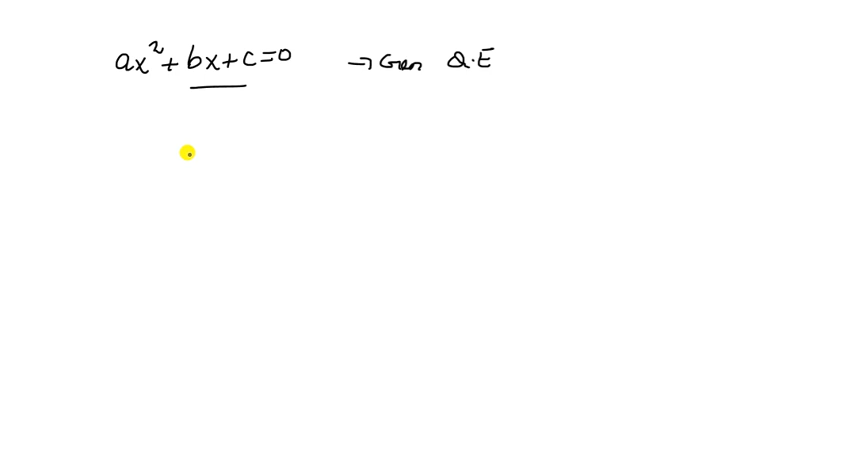 ax²+bx+c=0 → Gen Q.E